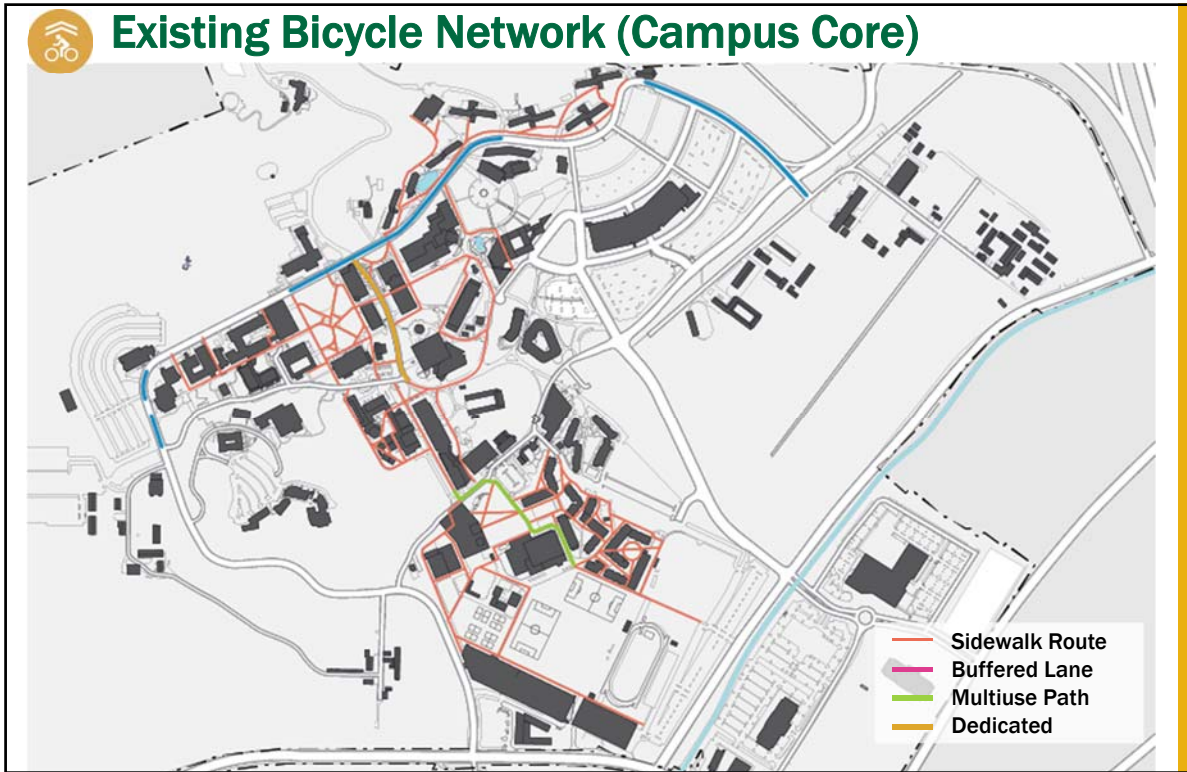 Existing Bicycle Network (Campus Core)
Sidewalk Route
Buffered Lane
Multiuse Path
Dedicated